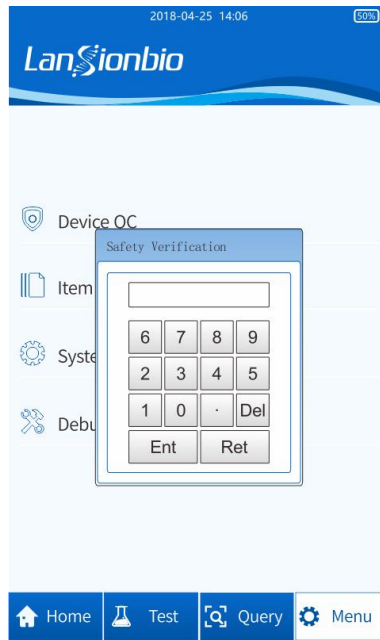 2018-04-25 14:06
50%
Lansionbio
Device QC
Safety Verification
Item
6 7 8 9
Syste
2 3 4 5
1 0 . Del
Debu
Ent Ret
Home Test Query Menu